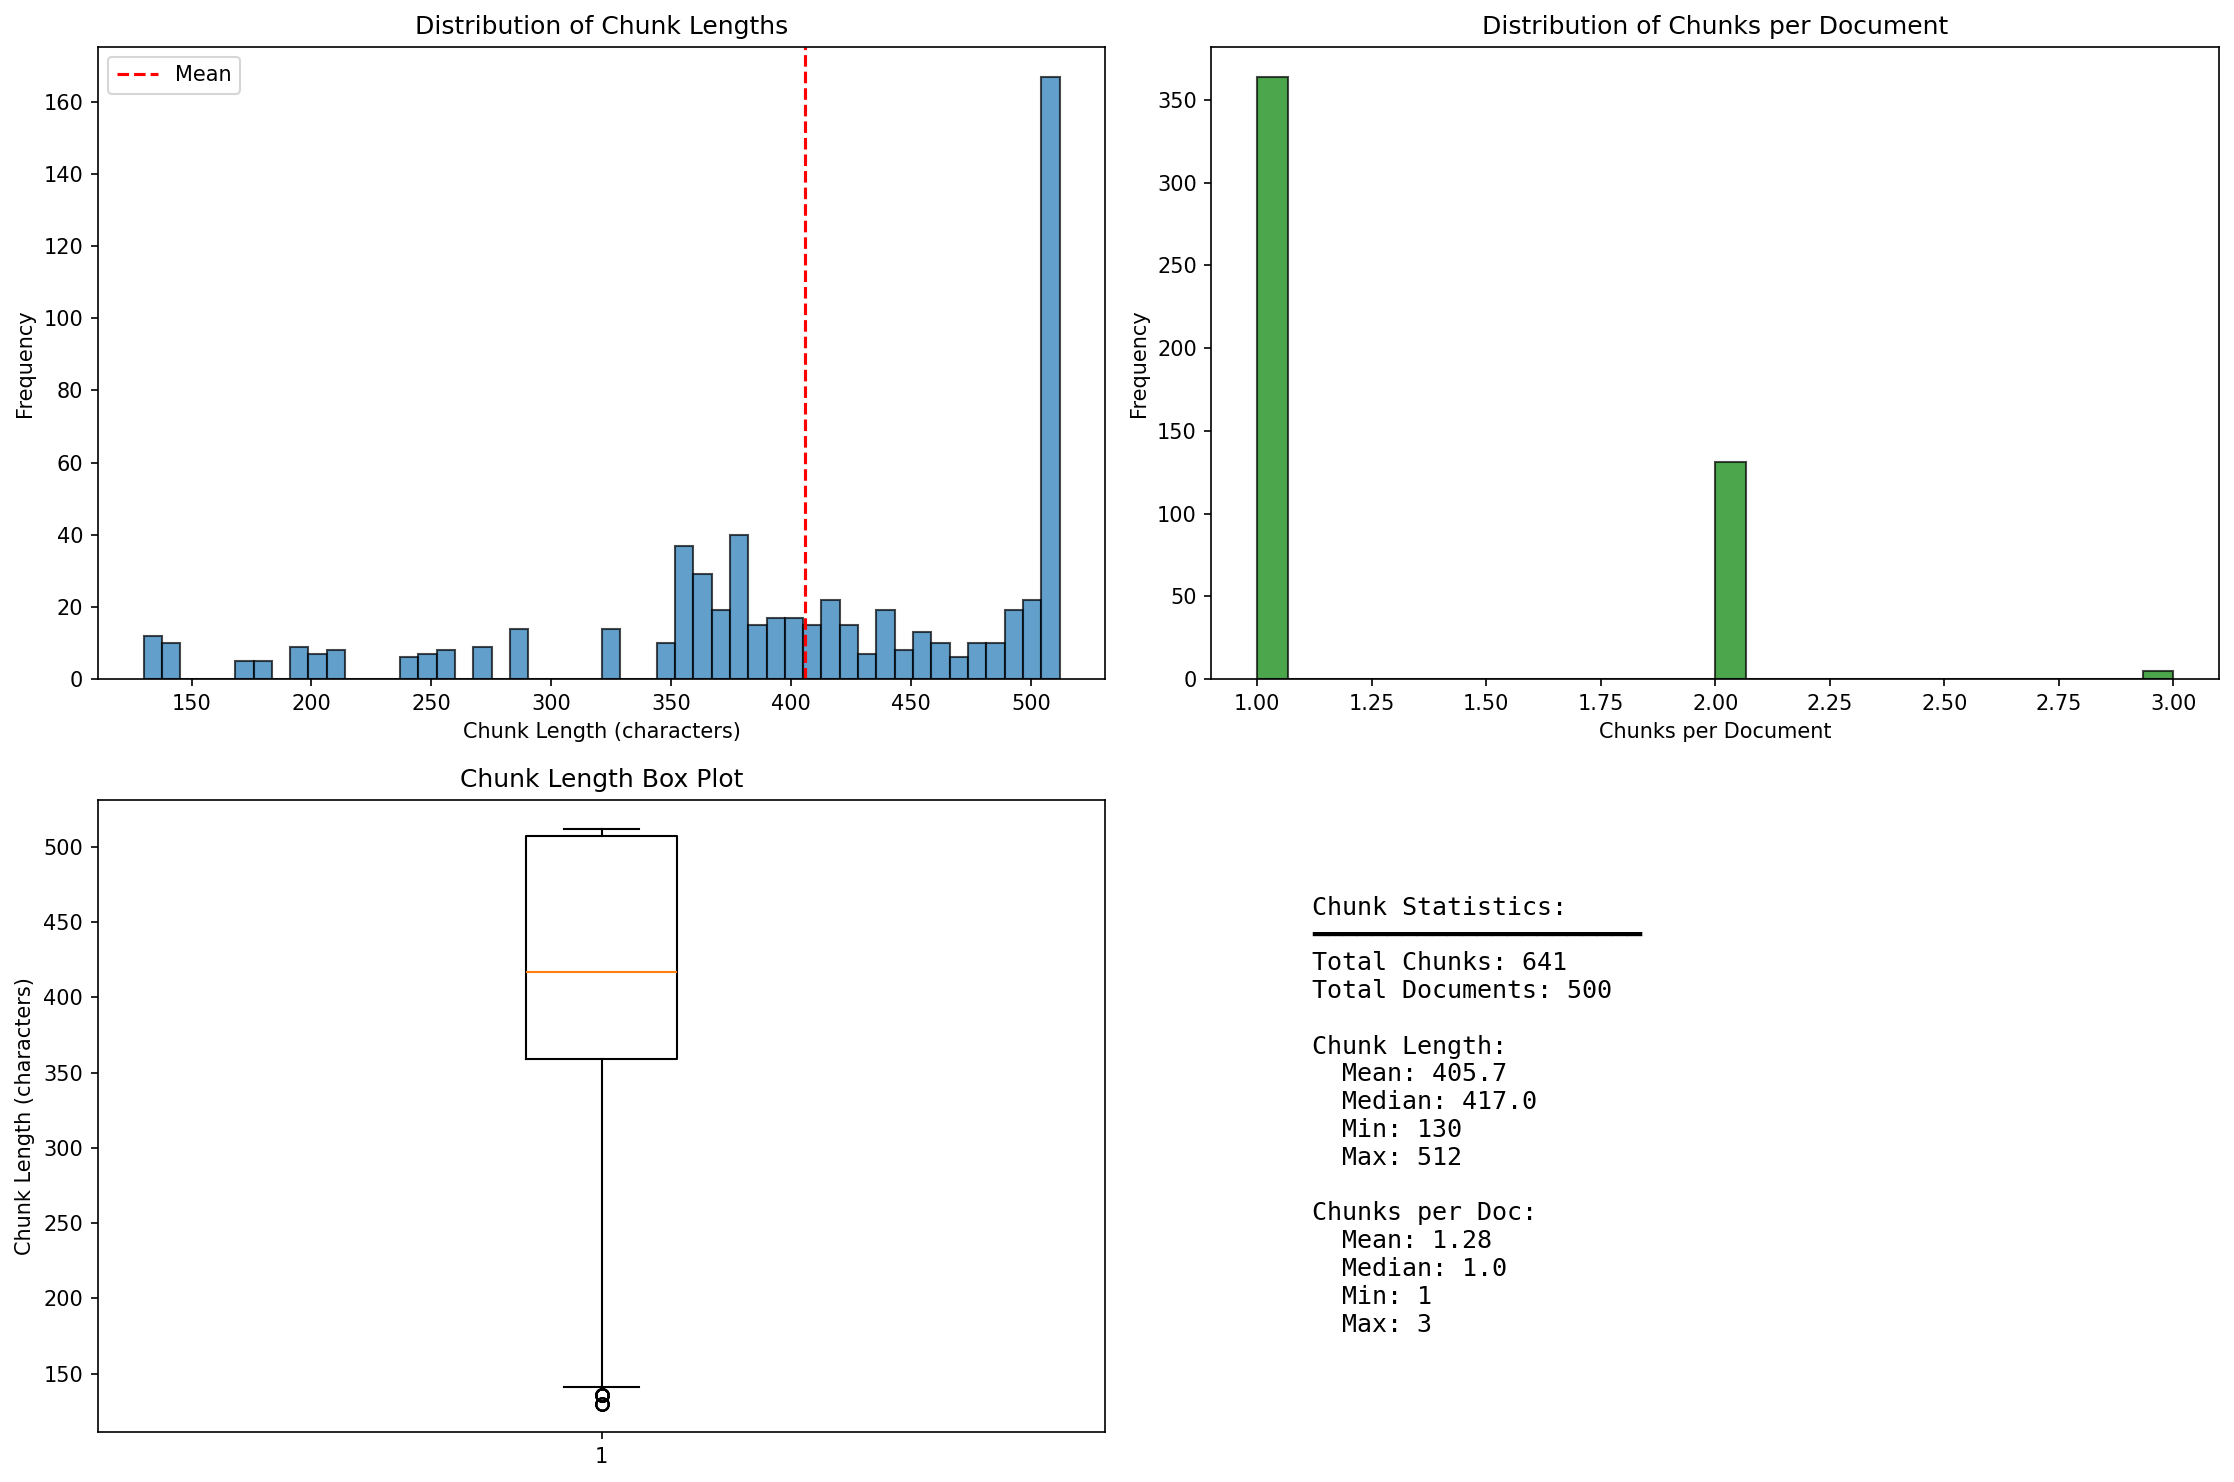 Distribution of Chunk Lengths
Mean
Frequency
160
140
120
100
80
60
40
20
0
150 200 250 300 350 400 450 500
Chunk Length (characters)
Distribution of Chunks per Document
Frequency
350
300
250
200
150
100
50
0
1.00 1.25 1.50 1.75 2.00 2.25 2.50 2.75 3.00
Chunks per Document
Chunk Length Box Plot
Chunk Length (characters)
500
450
400
350
300
250
200
150
1
Chunk Statistics:
Total Chunks: 641
Total Documents: 500
Chunk Length:
Mean: 405.7
Median: 417.0
Min: 130
Max: 512
Chunks per Doc:
Mean: 1.28
Median: 1.0
Min: 1
Max: 3